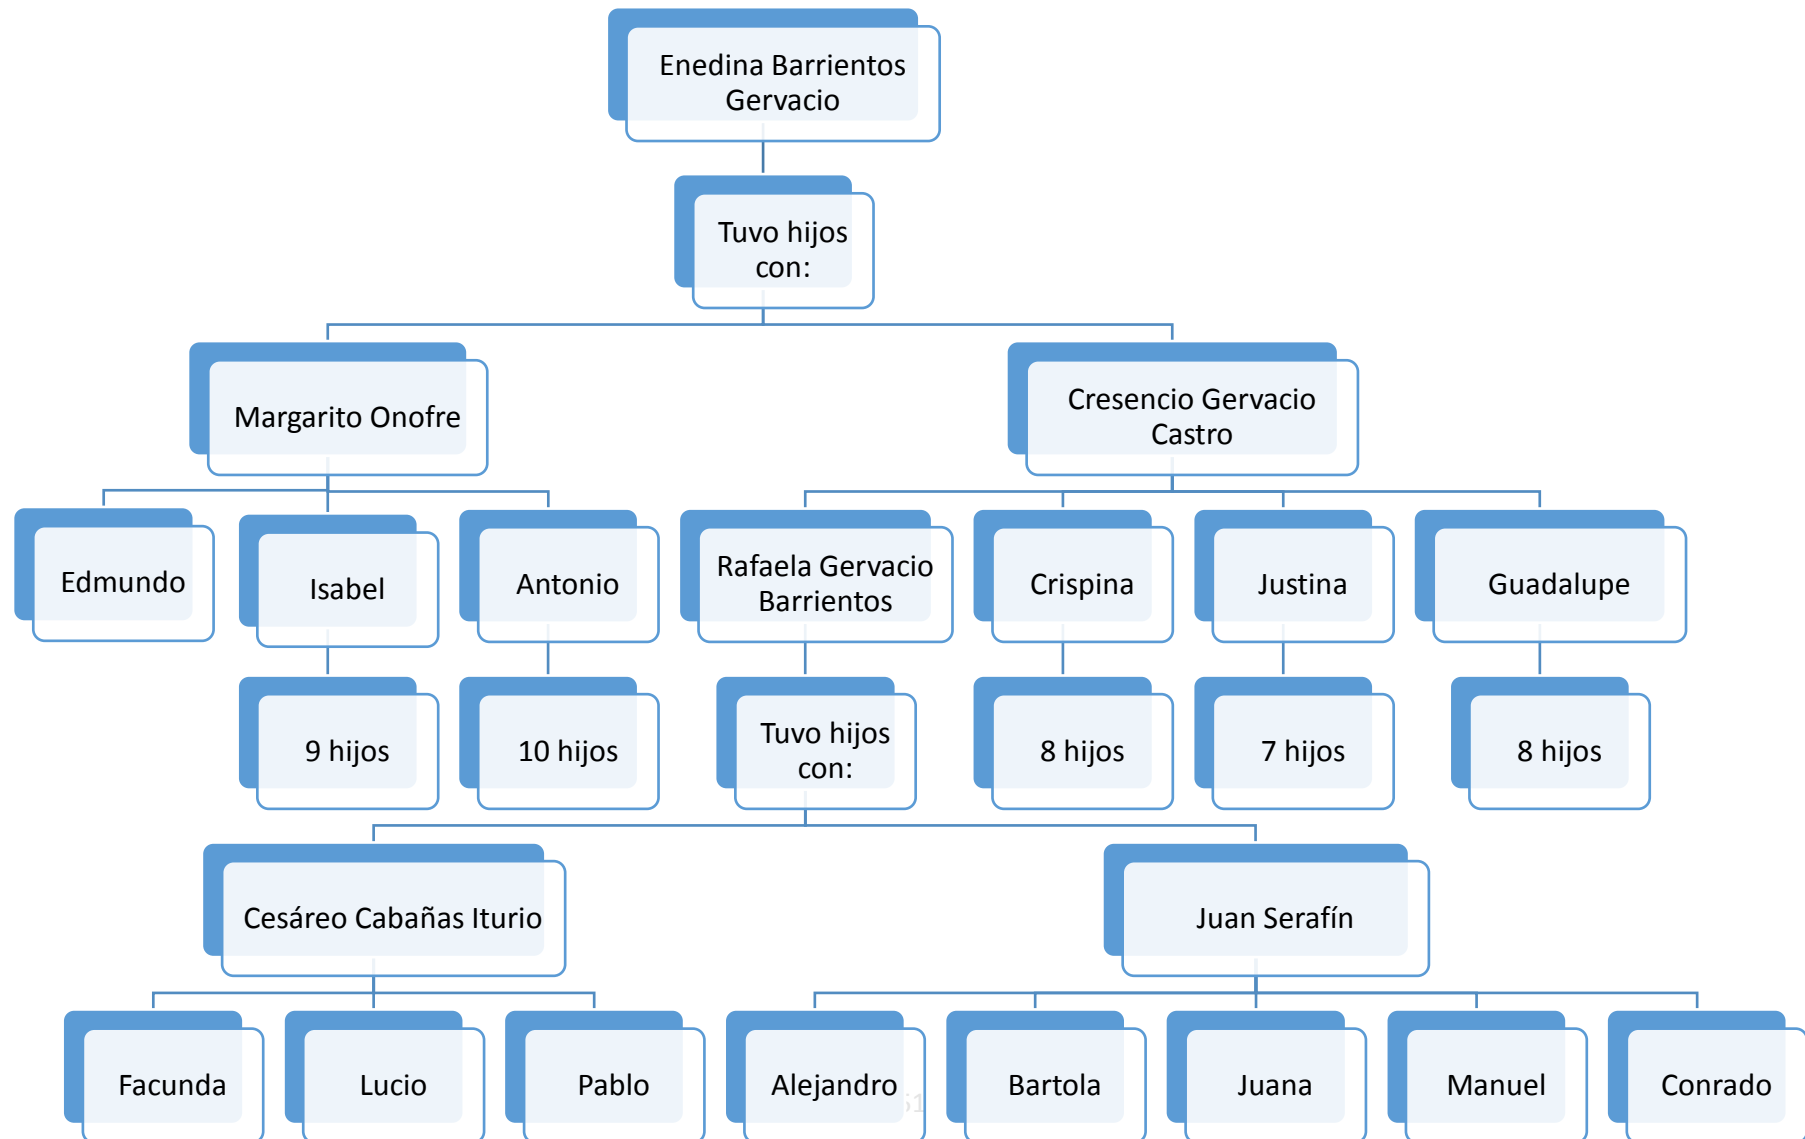 Enedina Barrientos
Gervacio
Tuvo hijos
con:
Margarito Onofre
Cresencio Gervacio
Castro
Edmundo
Isabel
Antonio
Rafaela Gervacio
Barrientos
Crispina
Justina
Guadalupe
9 hijos
10 hijos
Tuvo hijos
con:
8 hijos
7 hijos
8 hijos
Cesáreo Cabañas Iturio
Juan Serafín
Facunda
Lucio
Pablo
Alejandro
Bartola
Juana
Manuel
Conrado